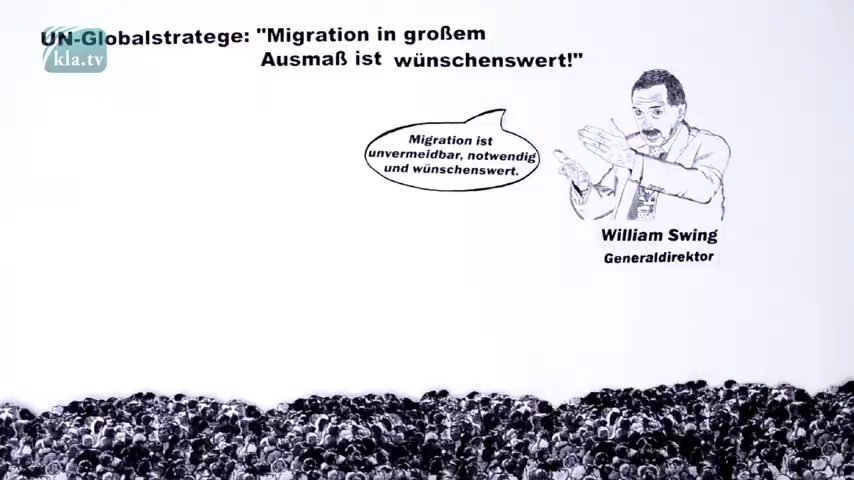 UN-Globalstratege: "Migration in großem
Ausmaß ist wünschenswert!"
kla.tv
Migration ist
unvermeidbar, notwendig
und wünschenswert.
William Swing
Generaldirektor